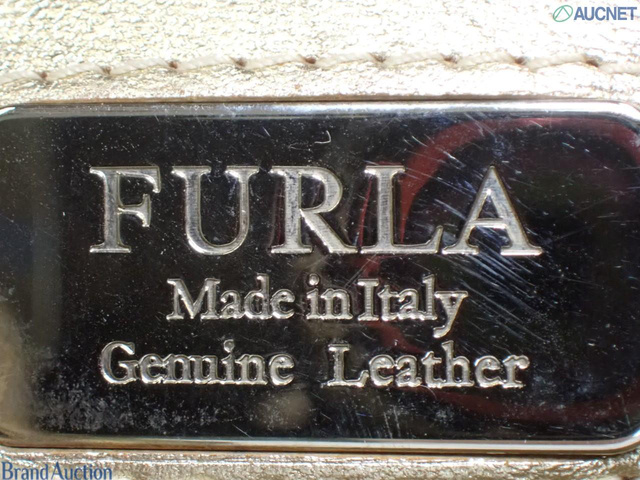 AUCNET
FURLA
Made in Italy
Genuine Leather
Brand Auction